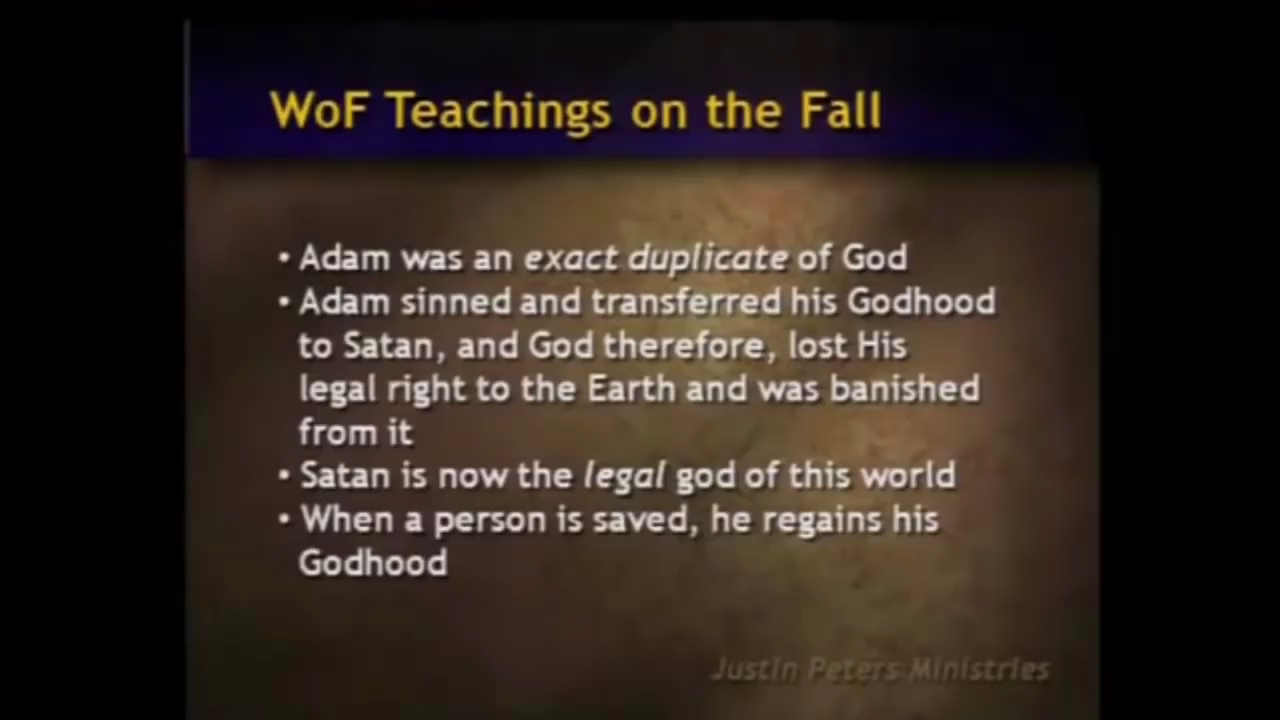 WoF Teachings on the Fall
• Adam was an exact duplicate of God
• Adam sinned and transferred his Godhood
to Satan, and God therefore, lost His
legal right to the Earth and was banished
from it
• Satan is now the legal god of this world
• When a person is saved, he regains his
Godhood
Justin Peters Ministries